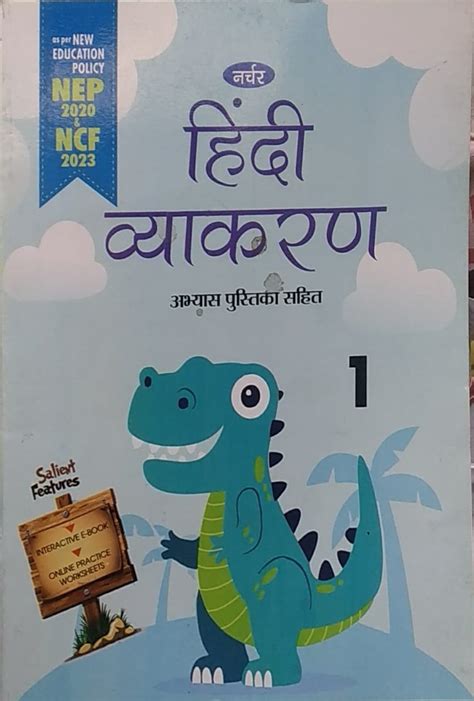 as per NEW
EDUCATION
POLICY
NEP
2020
&
NCF
2023
नर्चर
हिंदी
व्याकरण
अभ्यास पुस्तिका सहित
1
Salient
Features
INTERACTIVE E-BOOK
ONLINE PRACTICE
WORKSHEETS